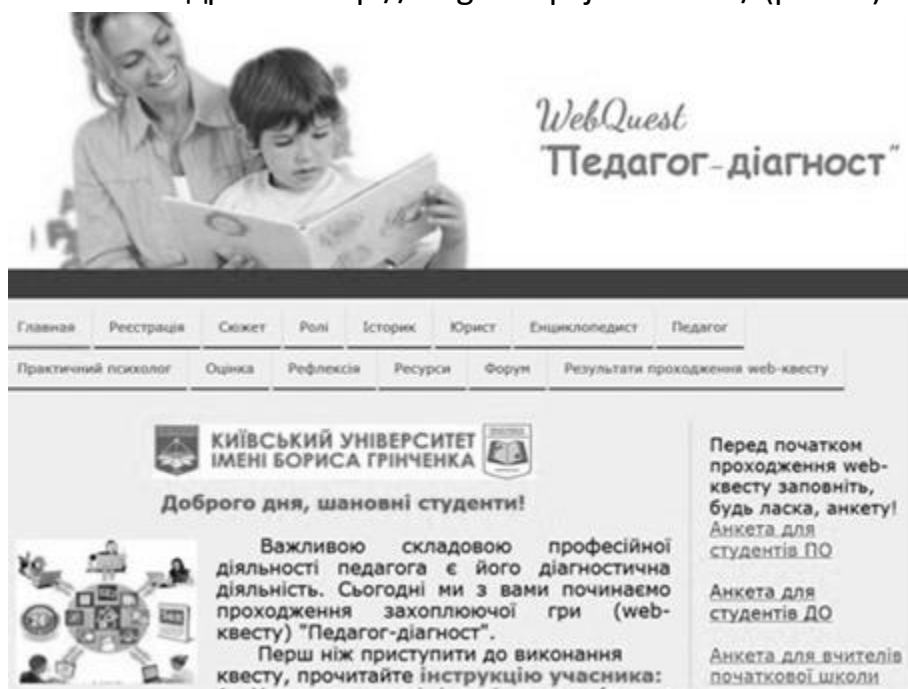 WebQuest
"Педагог-діагност"
Главная Реєстрація Сюжет Ролі Історик Юрист Енциклопедист Педагог
Практичний психолог Оцінка Рефлексія Ресурси Форум Результати проходження web-квесту
КИЇВСЬКИЙ УНІВЕРСИТЕТ
ІМЕНІ БОРИСА ГРІНЧЕНКА
Доброго дня, шановні студенти!
Важливою складовою професійної
діяльності педагога є його діагностична
діяльність. Сьогодні ми з вами починаємо
проходження захоплюючої гри (web-
квесту) "Педагог-діагност".
Перш ніж приступити до виконання
квесту, прочитайте інструкцію учасника:
Перед початком
проходження web-
квесту заповніть,
будь ласка, анкету!
Анкета для
студентів ПО
Анкета для
студентів ДО
Анкета для вчителів
початкової школи